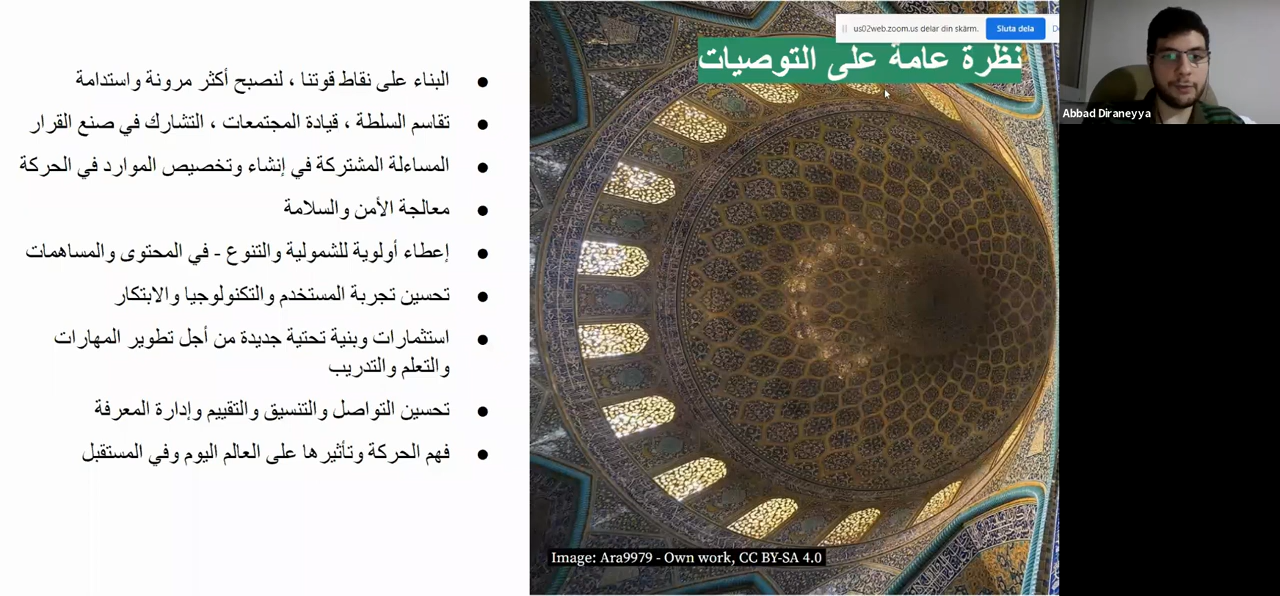 us02web.zoom.us delar din skärm.
Sluta dela
نظرة عامة على التوصيات
Abbad Diraneyya
البناء على نقاط قوتنا ، لنصبح أكثر مرونة واستدامة
تقاسم السلطة ، قيادة المجتمعات ، التشارك في صنع القرار
المساءلة المشتركة في إنشاء وتخصيص الموارد في الحركة
معالجة الأمن والسلامة
إعطاء أولوية للشمولية والتنوع - في المحتوى والمساهمات
تحسين تجربة المستخدم والتكنولوجيا والابتكار
استثمارات وبنية تحتية جديدة من أجل تطوير المهارات
والتعلم والتدريب
تحسين التواصل والتنسيق والتقييم وإدارة المعرفة
فهم الحركة وتأثيرها على العالم اليوم وفي المستقبل
Image: Ara9979 - Own work, CC BY-SA 4.0